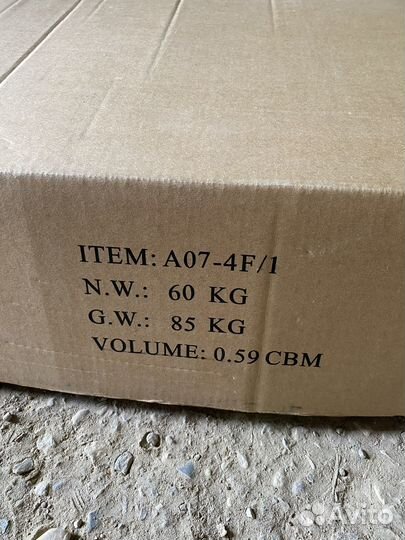 ITEM: A07-4F/1
N.W.: 60 KG
G.W.: 85 KG
VOLUME: 0.59 CBM
Avito